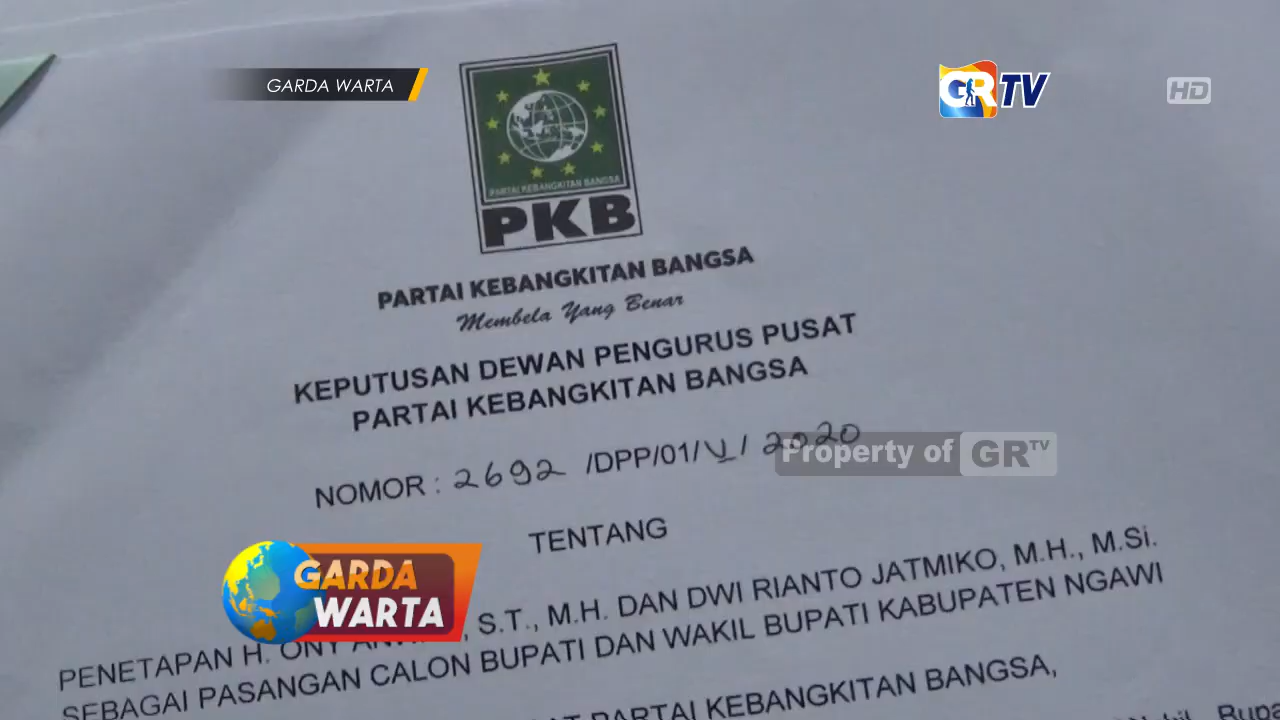 GARDA WARTA
GR TV
HD
PARTAI KEBANGKITAN BANGSA
PKB
PARTAI KEBANGKITAN BANGSA
Membela Yang Benar
KEPUTUSAN DEWAN PENGURUS PUSAT
PARTAI KEBANGKITAN BANGSA
NOMOR : 2692 /DPP/01/V/ 2020
Property of GRTV
TENTANG
GARDA
WARTA
PENETAPAN H. ONY S.T., M.H. DAN DWI RIANTO JATMIKO, M.H., M.Si.
SEBAGAI PASANGAN CALON BUPATI DAN WAKIL BUPATI KABUPATEN NGAWI
PARTAI KEBANGKITAN BANGSA,